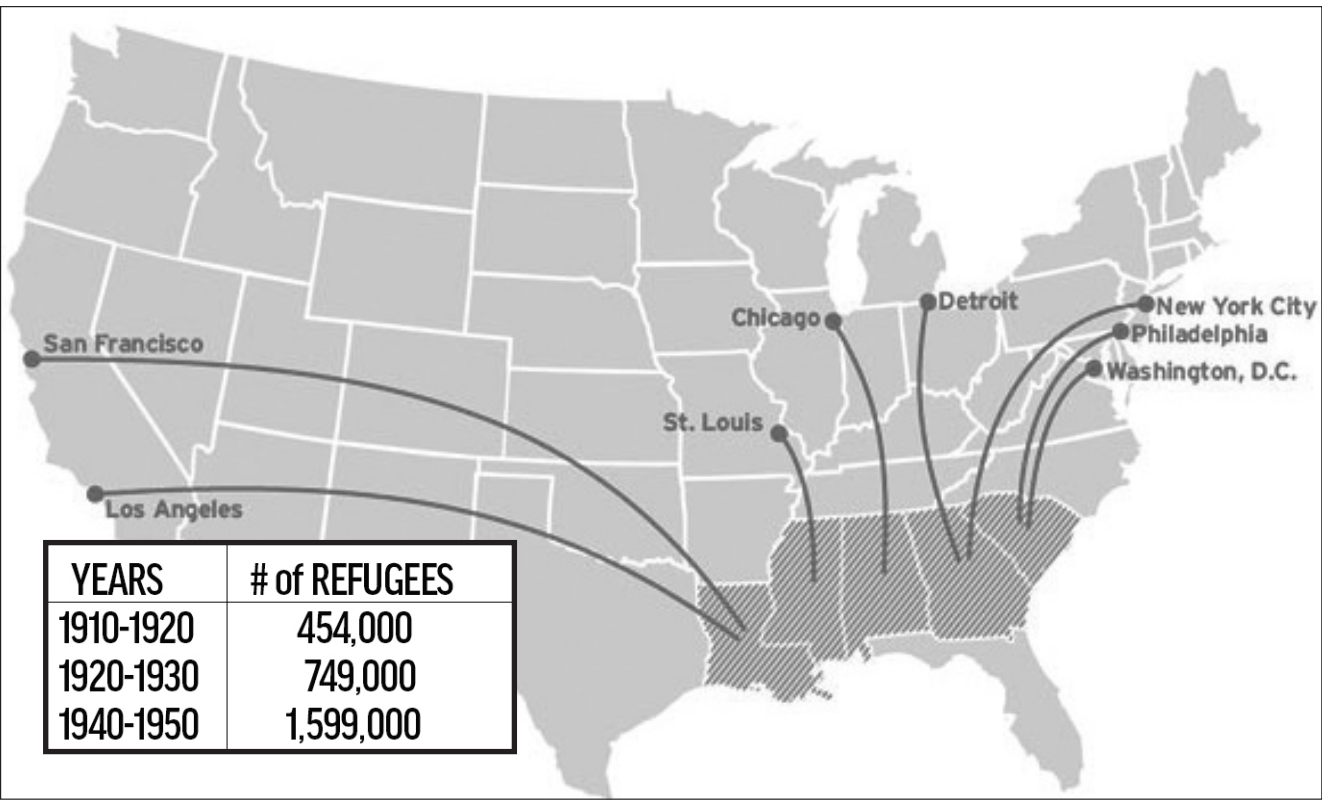 Detroit
New York City
Chicago
Philadelphia
San Francisco
Washington, D.C.
St. Louis
Los Angeles
YEARS # of REFUGEES
1910-1920 454,000
1920-1930 749,000
1940-1950 1,599,000